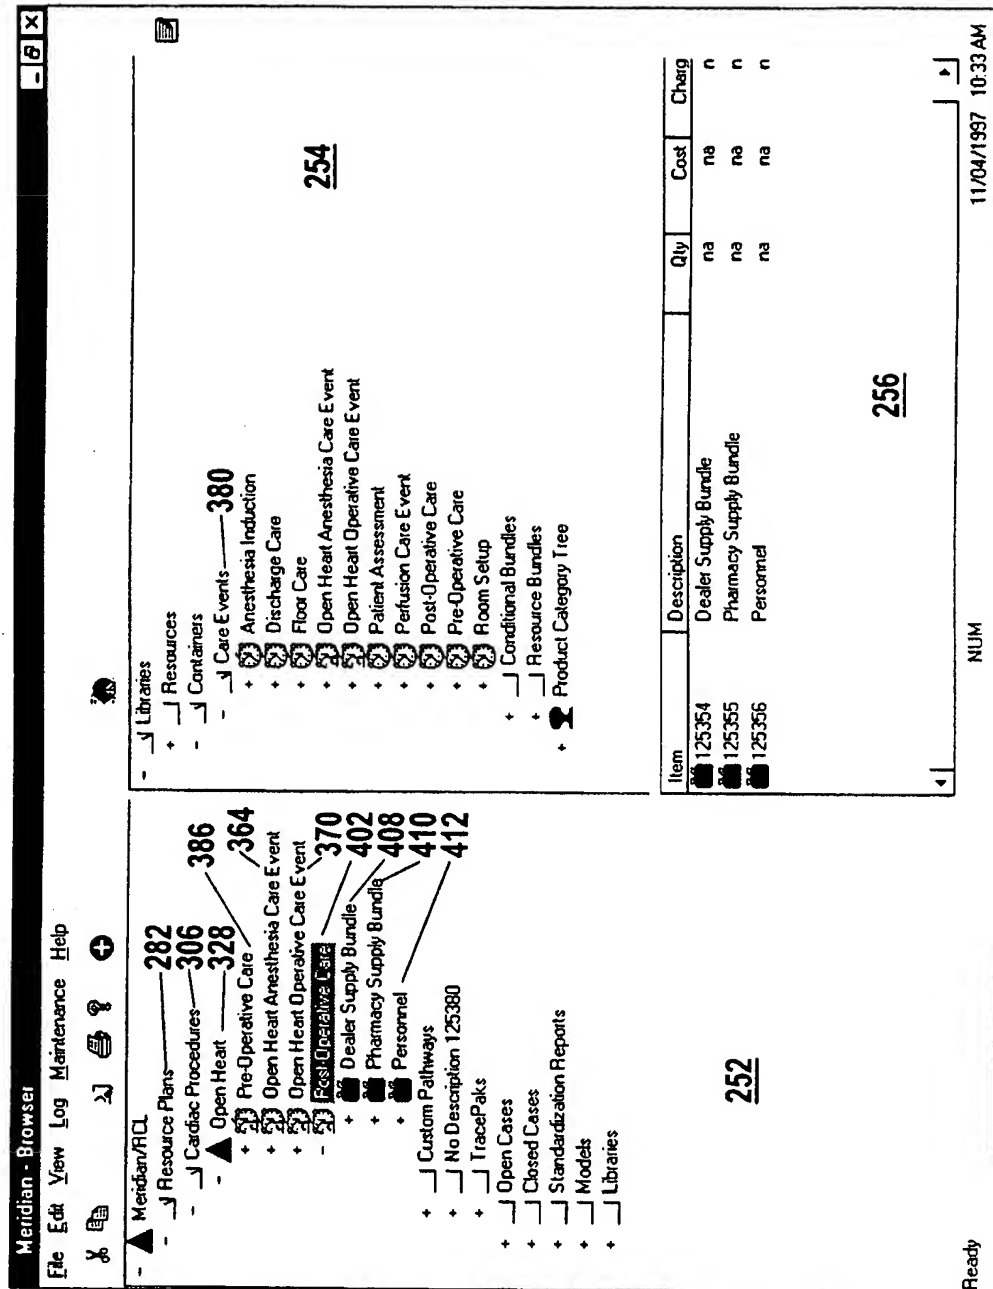 Meridian - Browser
File Edit View Log Maintenance Help
- Meridian/RCL
- Resource Plans 282
- Cardiac Procedures 306
- Open Heart 328
+ Pre-Operative Care 386
+ Open Heart Anesthesia Care Event 364
+ Open Heart Operative Care Event 370
- Post-Operative Care 402
+ Dealer Supply Bundle 408
+ Pharmacy Supply Bundle 410
+ Personnel 412
+ Custom Pathways
+ No Description 125380
+ TracePaks
+ Open Cases
+ Closed Cases
+ Standardization Reports
+ Models
+ Libraries
252
- Libraries
+ Resources
- Containers
- Care Events 380
+ Anesthesia Induction
+ Discharge Care
+ Floor Care
+ Open Heart Anesthesia Care Event
+ Open Heart Operative Care Event
+ Patient Assessment
+ Perfusion Care Event
+ Post-Operative Care
+ Pre-Operative Care
+ Room Setup
+ Conditional Bundles
+ Resource Bundles
+ Product Category Tree
254
Item Description Qty Cost Charg
125354 Dealer Supply Bundle na na n
125355 Pharmacy Supply Bundle na na n
125356 Personnel na na n
256
Ready NUM 11/04/1997 10:33 AM